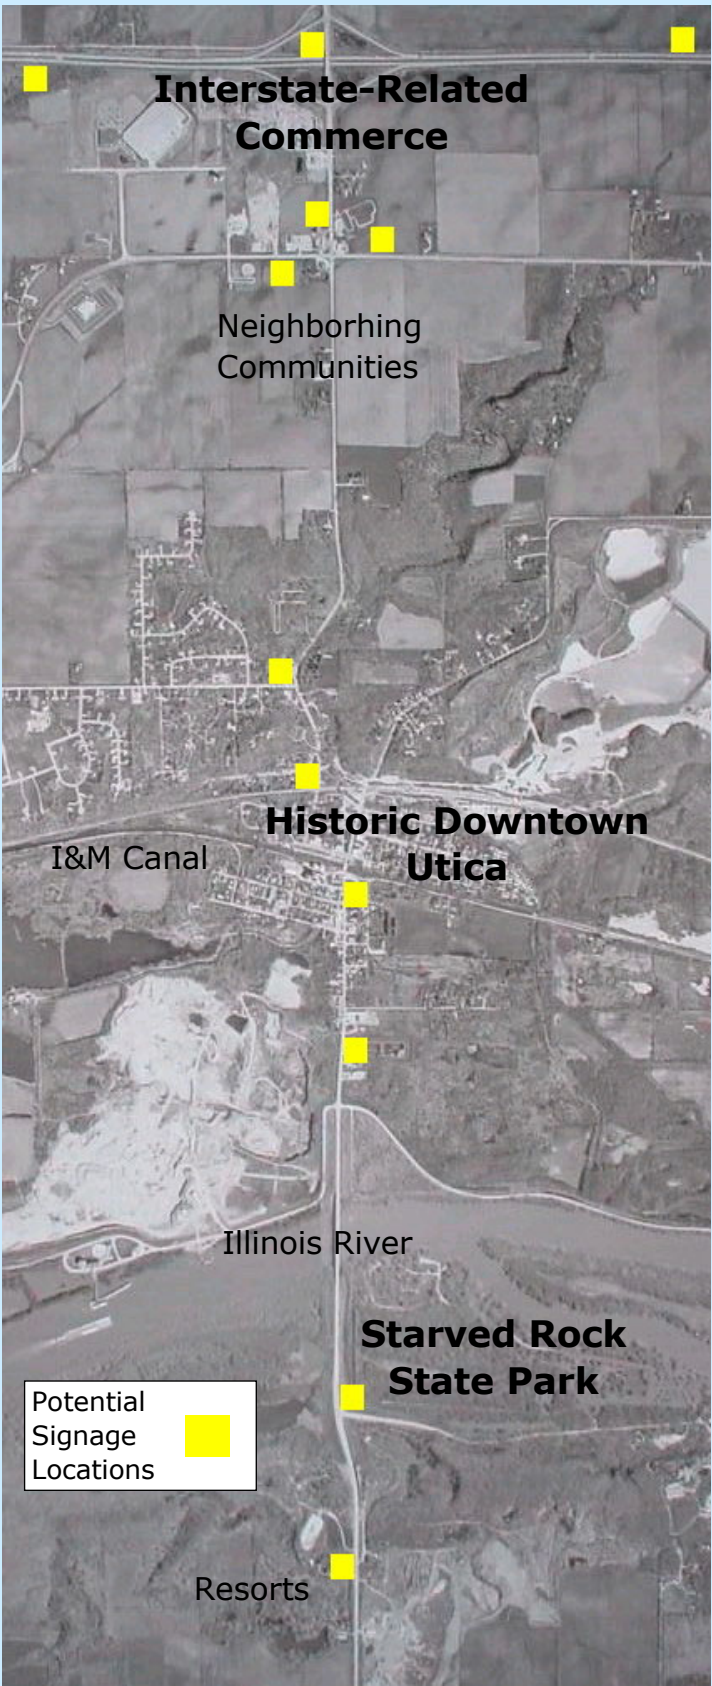 Interstate-Related
Commerce
Neighborhing
Communities
Historic Downtown
Utica
I&M Canal
Illinois River
Starved Rock
State Park
Potential
Signage
Locations
Resorts